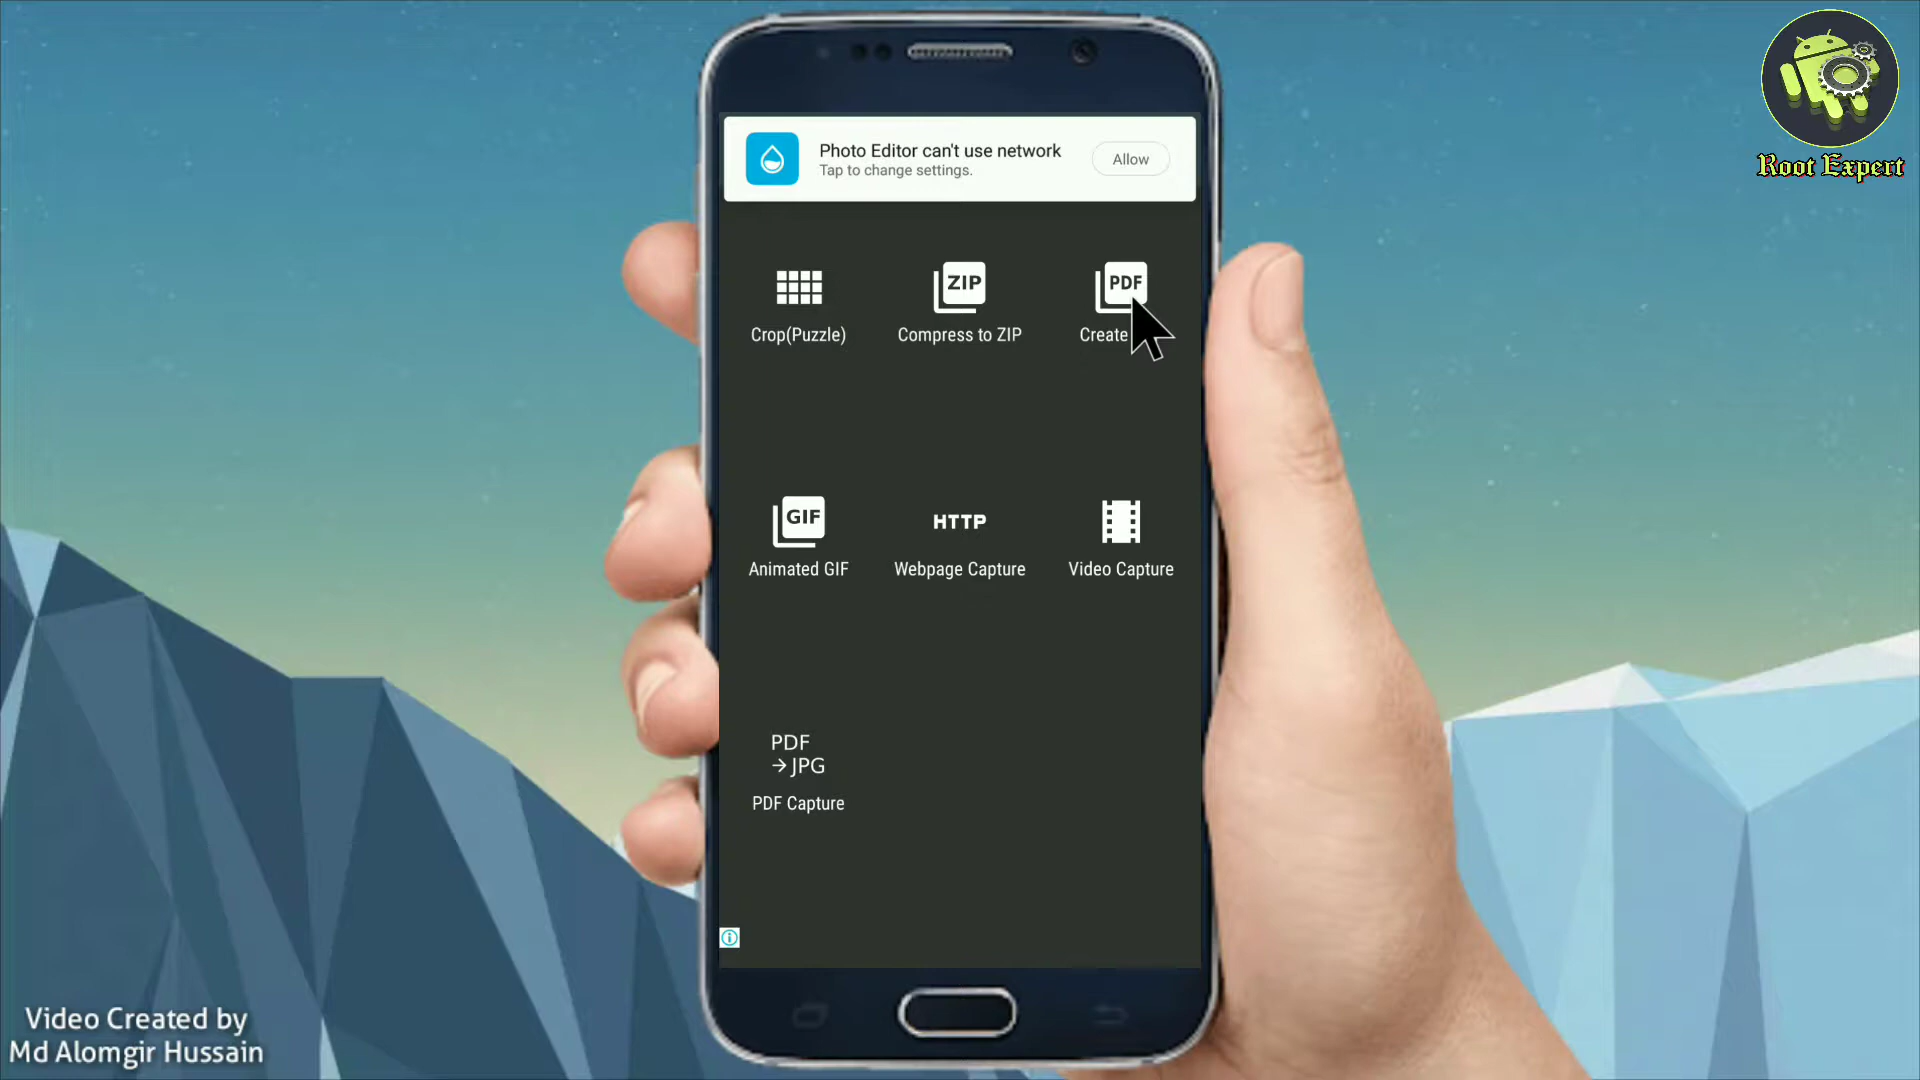 Root Expert
Photo Editor can't use network
Tap to change settings.
Allow
ZIP
PDF
Crop(Puzzle)
Compress to ZIP
Create
GIF
HTTP
Animated GIF
Webpage Capture
Video Capture
PDF
→JPG
PDF Capture
Video Created by
Md Alomgir Hussain